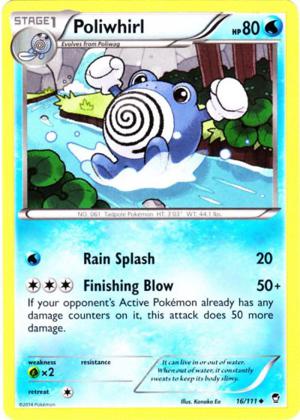 STAGE1
Poliwhirl
HP80
Evolves from Poliwag
NO. 061 Tadpole Pokémon HT: 3'03" WT: 44.1 lbs.
Rain Splash 20
Finishing Blow 50+
If your opponent's Active Pokémon already has any
damage counters on it, this attack does 50 more
damage.
weakness
resistance
×2
retreat
It can live in or out of water.
When out of water, it constantly
sweats to keep its body slimy.
©2014 Pokémon
Illus. Kanako Eo
16/111